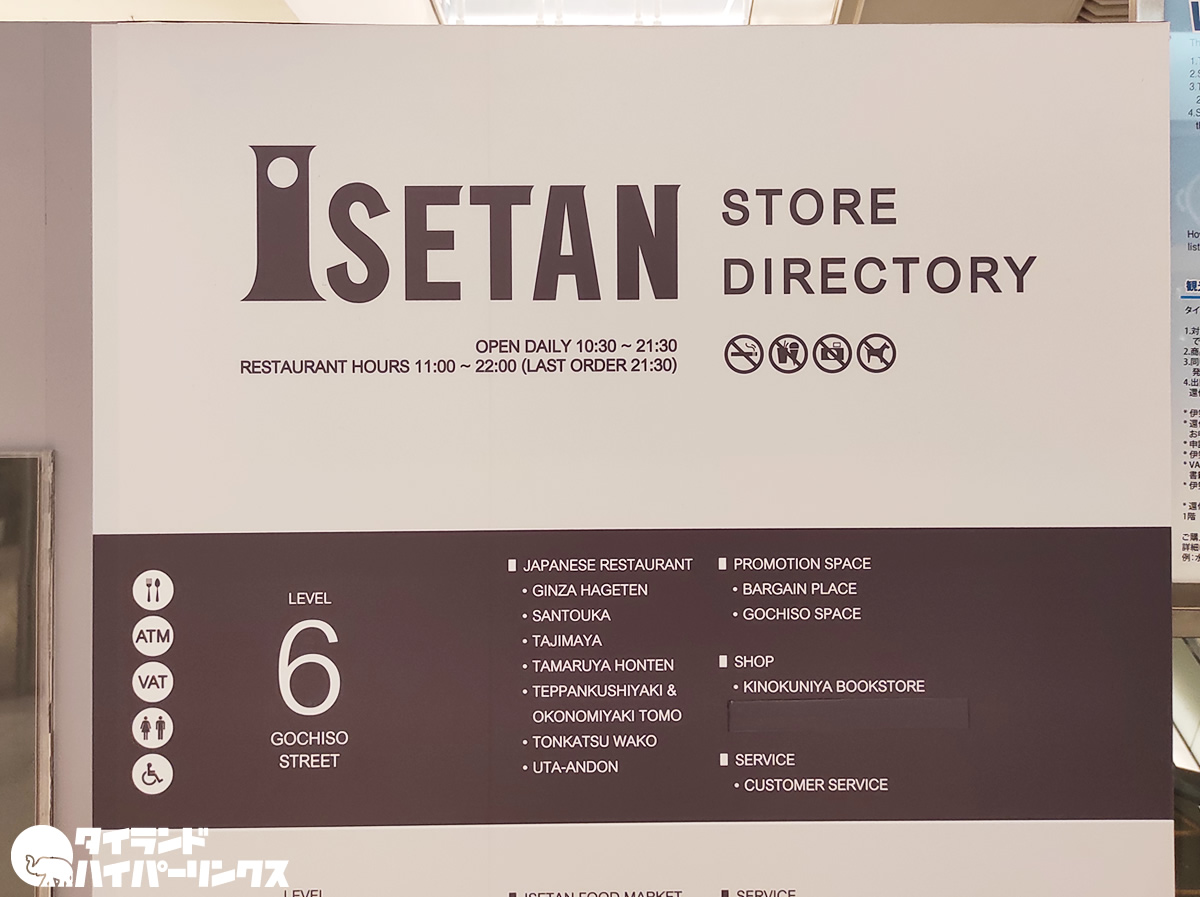 ISETAN
STORE
DIRECTORY
OPEN DAILY 10:30 ~ 21:30
RESTAURANT HOURS 11:00 ~ 22:00 (LAST ORDER 21:30)
ATM
VAT
LEVEL
6
GOCHISO
STREET
JAPANESE RESTAURANT
• GINZA HAGETEN
• SANTOUKA
• TAJIMAYA
• TAMARUYA HONTEN
• TEPPANKUSHIYAKI &
OKONOMIYAKI TOMO
• TONKATSU WAKO
• UTA-ANDON
PROMOTION SPACE
• BARGAIN PLACE
• GOCHISO SPACE
SHOP
• KINOKUNIYA BOOKSTORE
SERVICE
• CUSTOMER SERVICE
LEVEL
ISETAN FOOD MARKET
SERVICE
タイランド
ハイパーリンクス